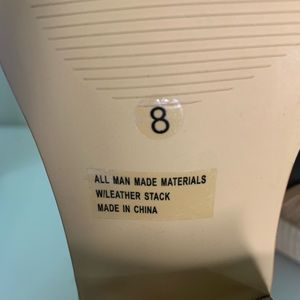 8
ALL MAN MADE MATERIALS
W/LEATHER STACK
MADE IN CHINA